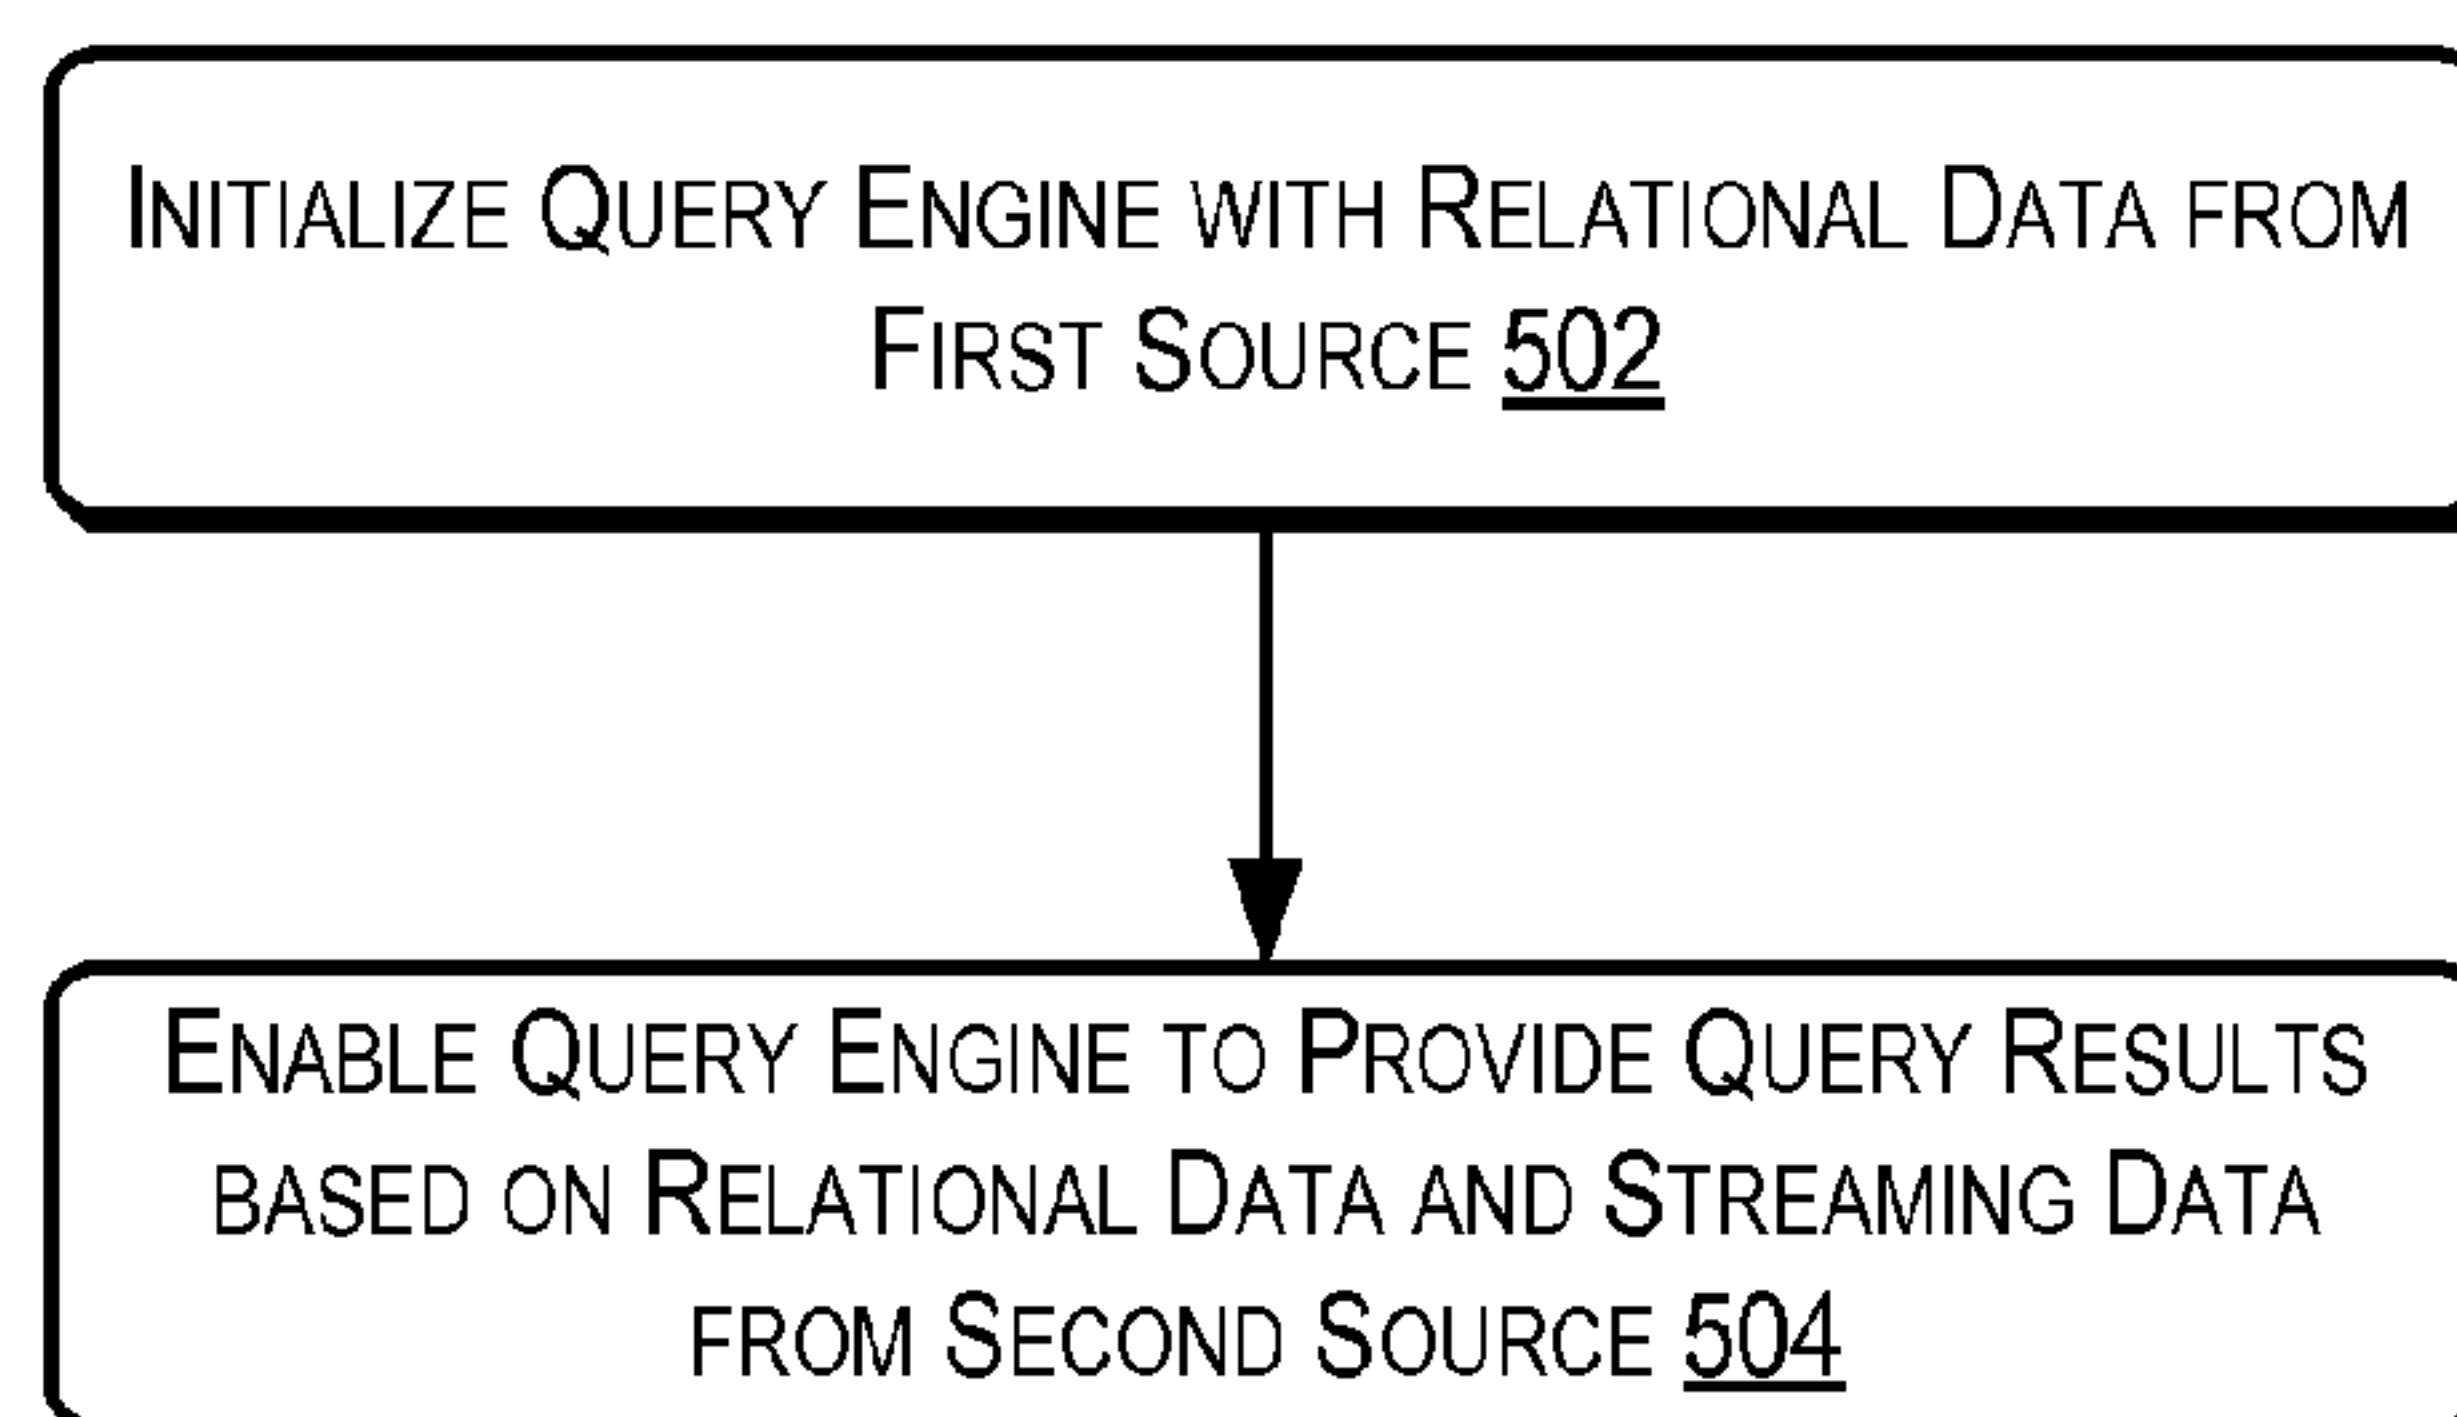 INITIALIZE QUERY ENGINE WITH RELATIONAL DATA FROM
FIRST SOURCE 502
ENABLE QUERY ENGINE TO PROVIDE QUERY RESULTS
BASED ON RELATIONAL DATA AND STREAMING DATA
FROM SECOND SOURCE 504